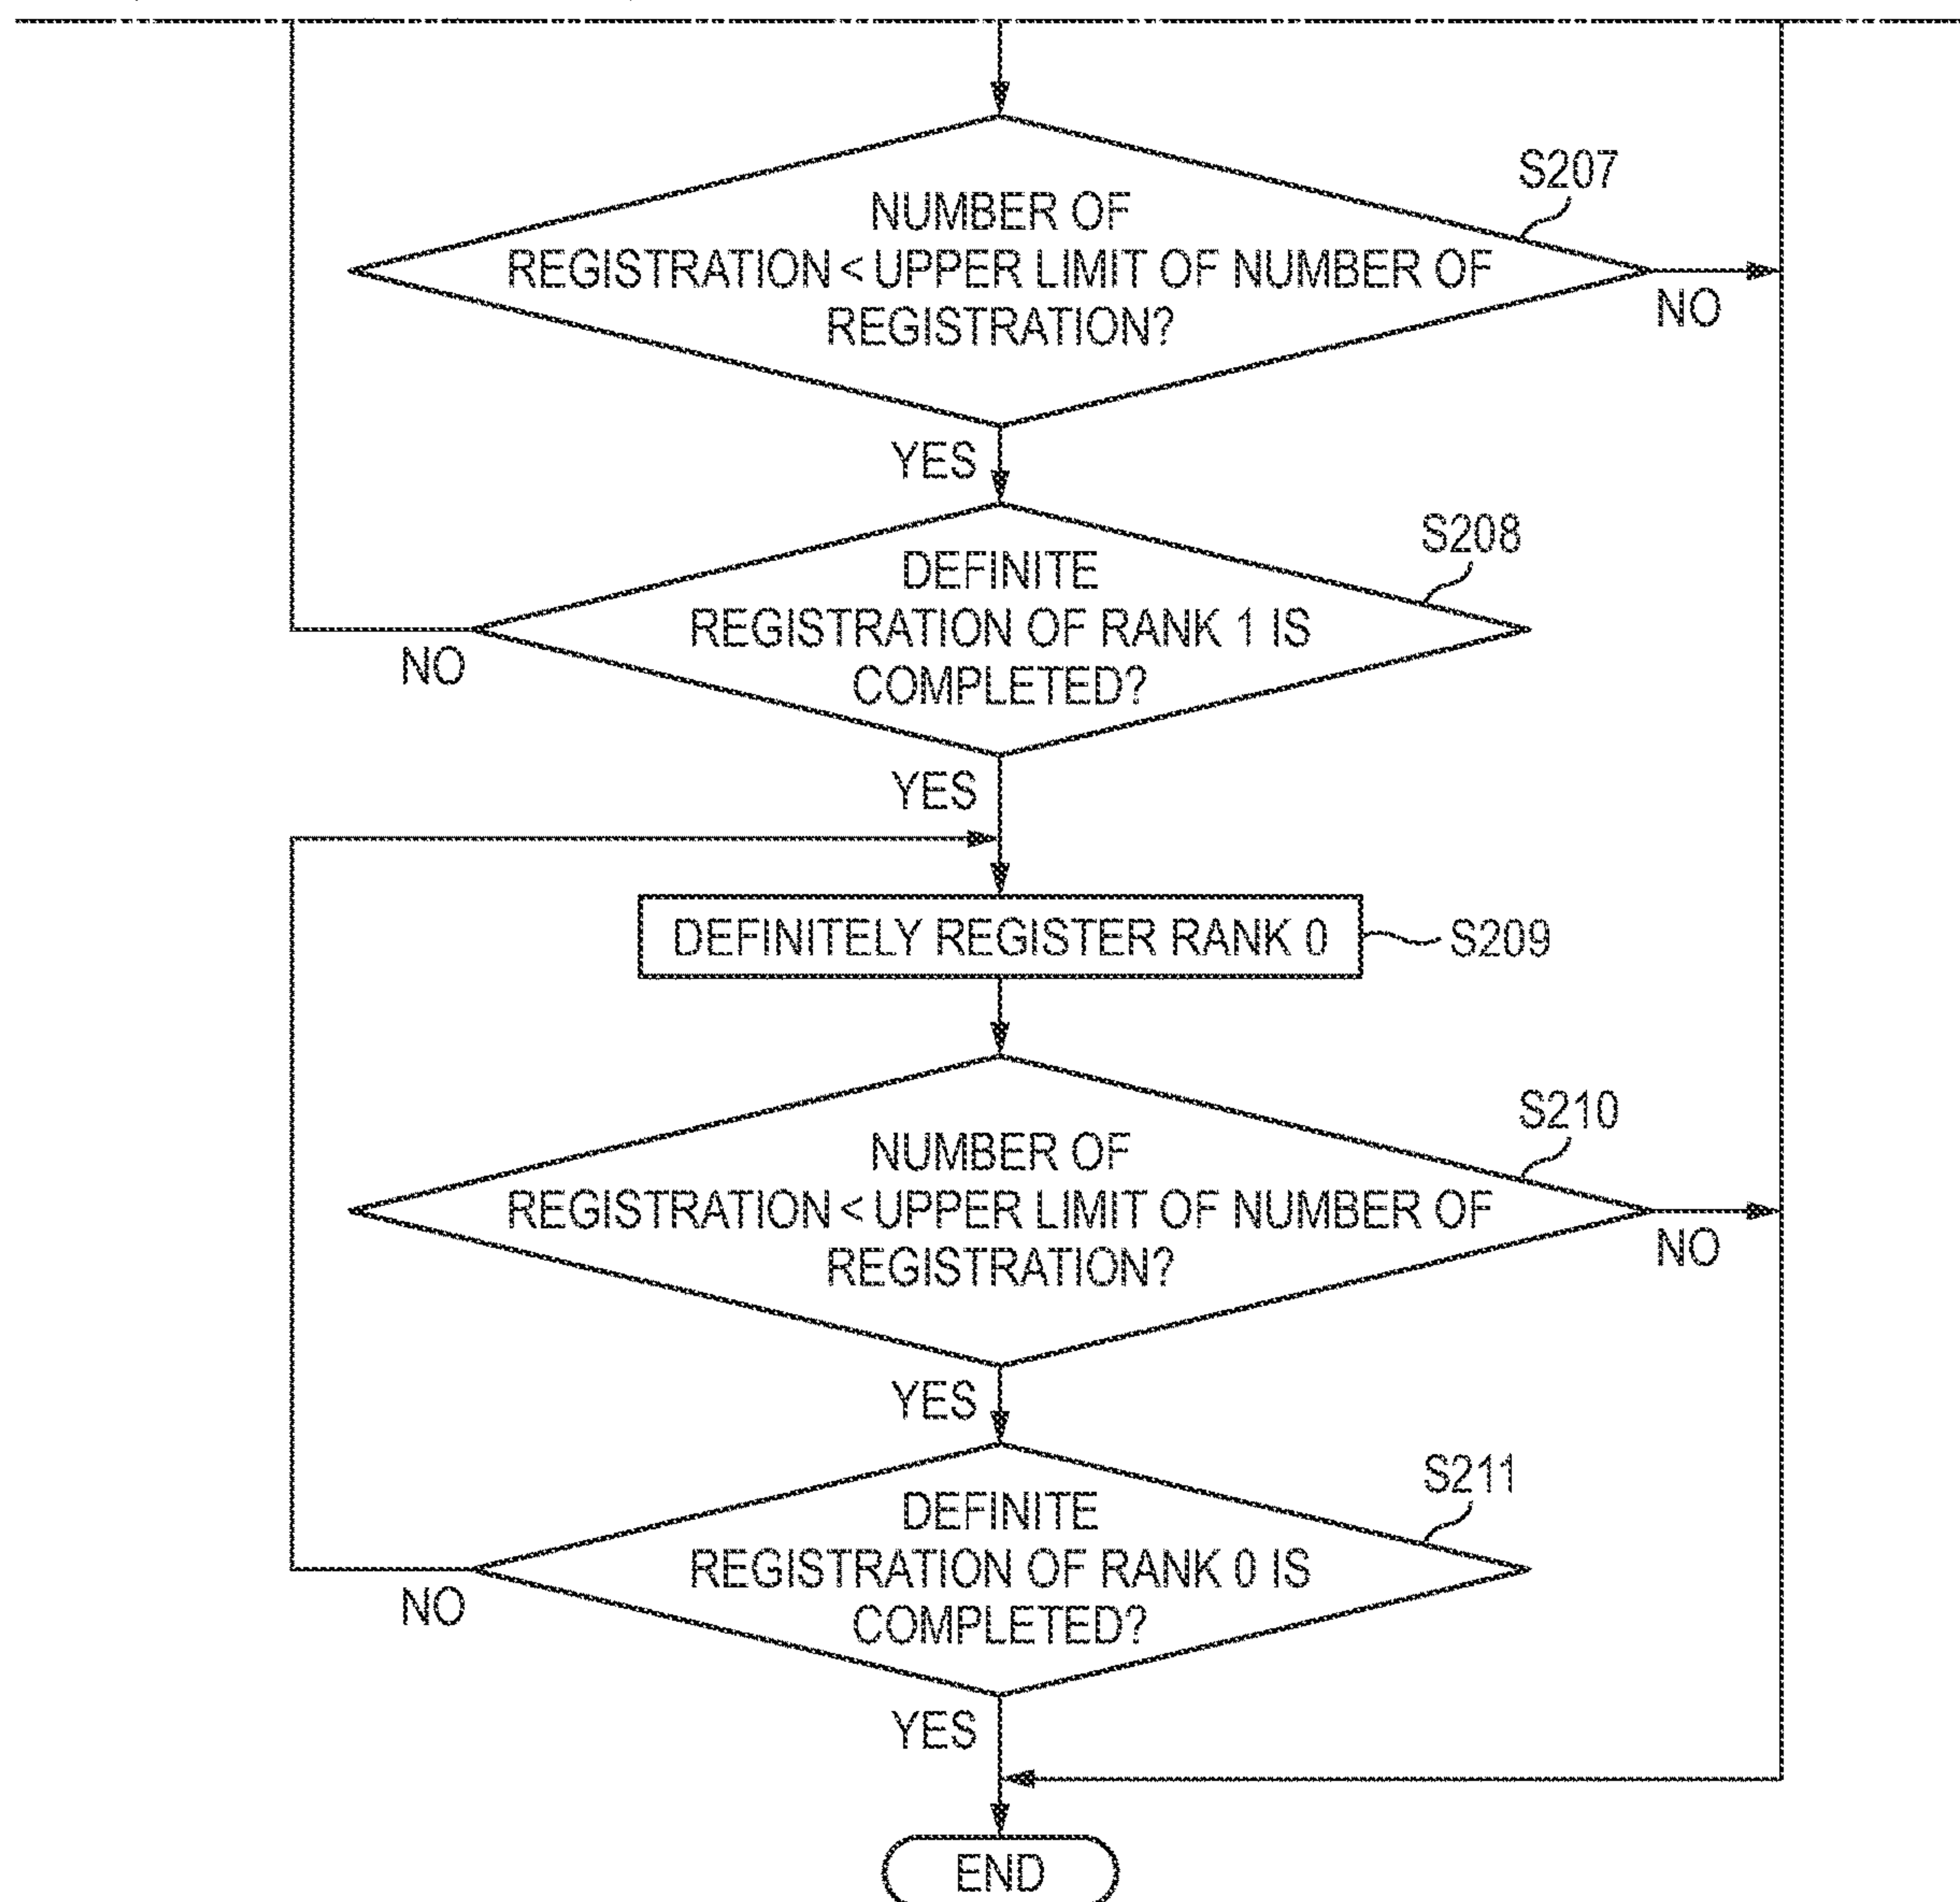 S207
NUMBER OF
REGISTRATION < UPPER LIMIT OF NUMBER OF
REGISTRATION?
NO
YES
S208
DEFINITE
REGISTRATION OF RANK 1 IS
COMPLETED?
NO
YES
DEFINITELY REGISTER RANK 0
S209
S210
NUMBER OF
REGISTRATION < UPPER LIMIT OF NUMBER OF
REGISTRATION?
NO
YES
S211
DEFINITE
REGISTRATION OF RANK 0 IS
COMPLETED?
NO
YES
END